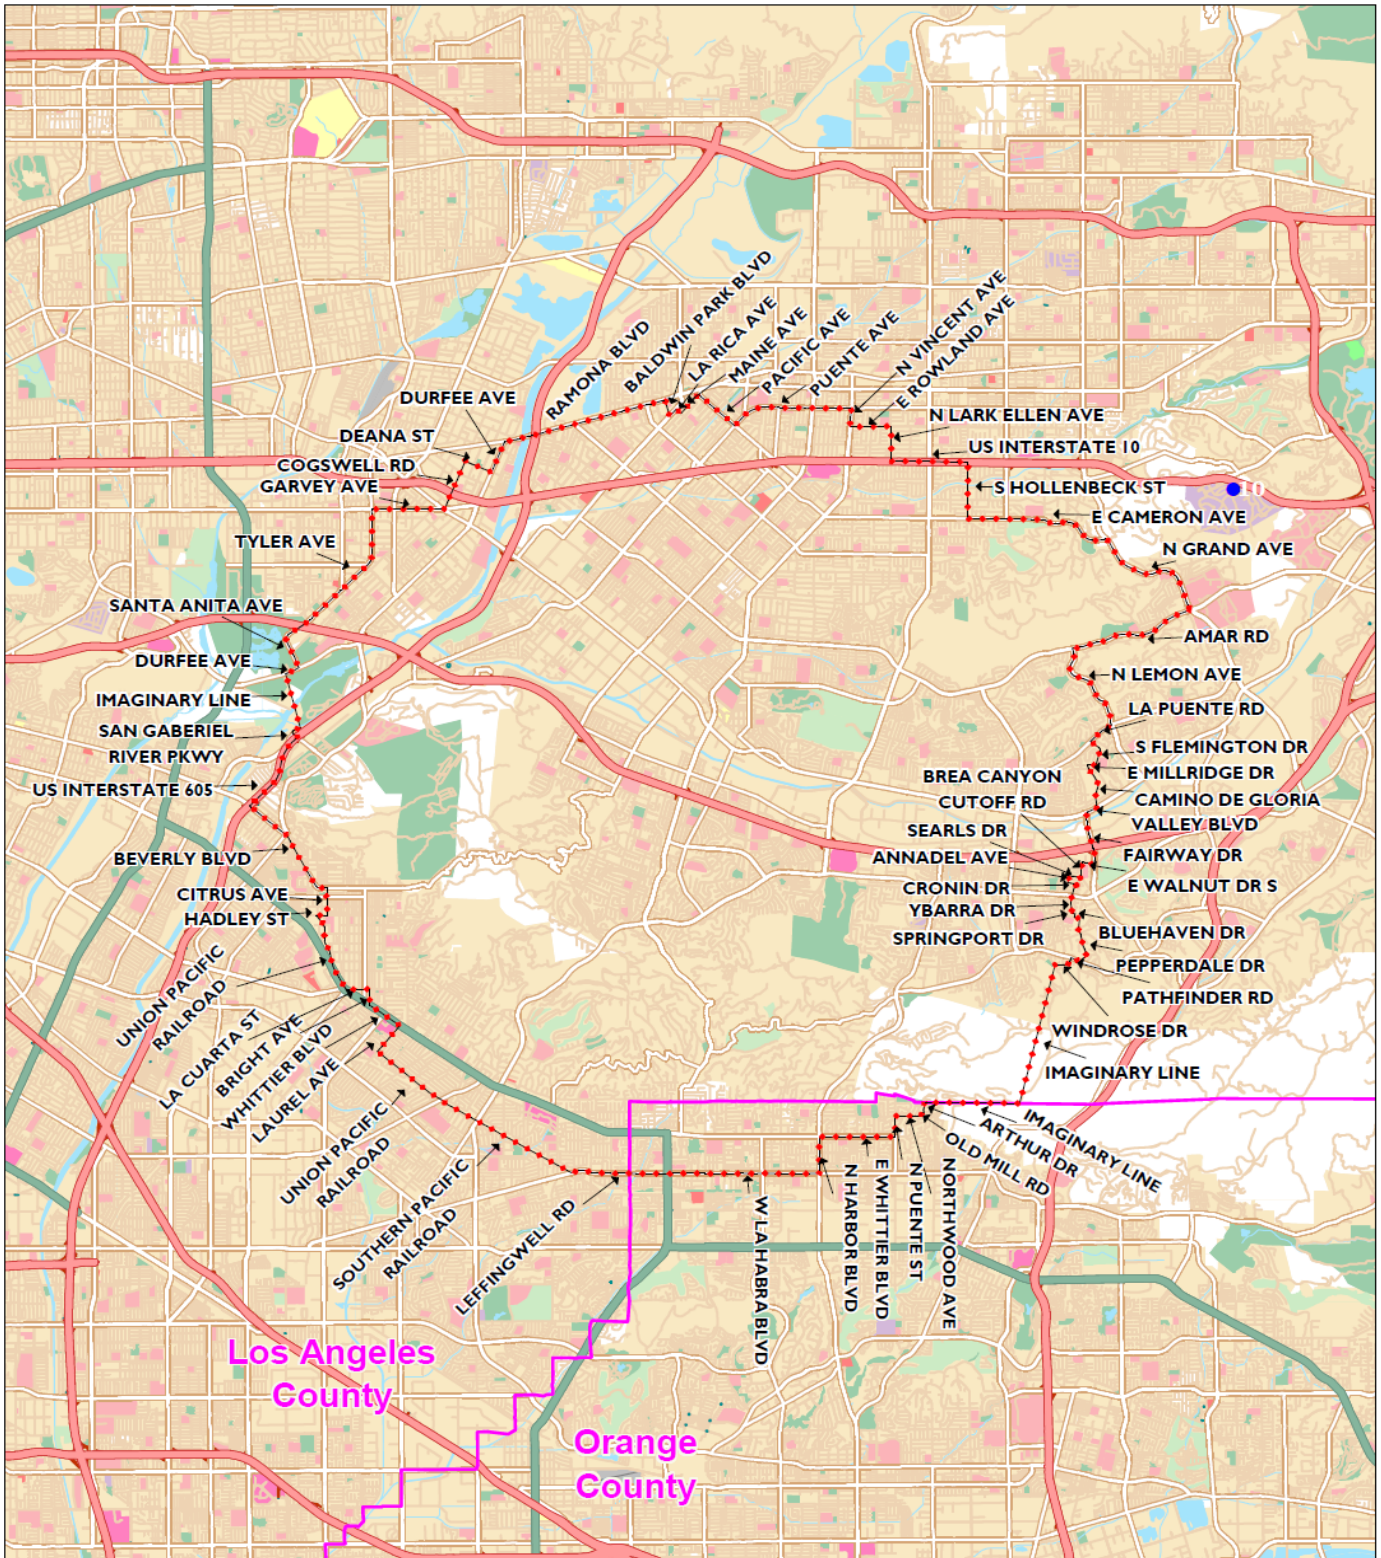 BALDWIN PARK BLVD
LA RICA AVE
MAINE AVE
PACIFIC AVE
PUENTE AVE
N VINCENT AVE
E ROWLAND AVE
RAMONA BLVD
DURFEE AVE
N LARK ELLEN AVE
DEANA ST
US INTERSTATE 10
COGSWELL RD
GARVEY AVE
S HOLLENBECK ST
10
E CAMERON AVE
TYLER AVE
N GRAND AVE
SANTA ANITA AVE
AMAR RD
DURFEE AVE
N LEMON AVE
IMAGINARY LINE
LA PUENTE RD
SAN GABERIEL
RIVER PKWY
S FLEMINGTON DR
E MILLRIDGE DR
US INTERSTATE 605
BREA CANYON
CUTOFF RD
CAMINO DE GLORIA
VALLEY BLVD
SEARLS DR
FAIRWAY DR
BEVERLY BLVD
ANNADEL AVE
E WALNUT DR S
CITRUS AVE
CRONIN DR
HADLEY ST
YBARRA DR
BLUEHAVEN DR
SPRINGPORT DR
PEPPERDALE DR
PATHFINDER RD
UNION PACIFIC
RAILROAD
WINDROSE DR
LA CUARTA ST
BRIGHT AVE
WHITTIER BLVD
LAUREL AVE
IMAGINARY LINE
IMAGINARY LINE
ARTHUR DR
OLD MILL RD
UNION PACIFIC
RAILROAD
SOUTHERN PACIFIC
RAILROAD
LEFFINGWELL RD
W LA HABRA BLVD
N HARBOR BLVD
E WHITTIER BLVD
N PUENTE ST
NORTHWOOD AVE
Los Angeles
County
Orange
County